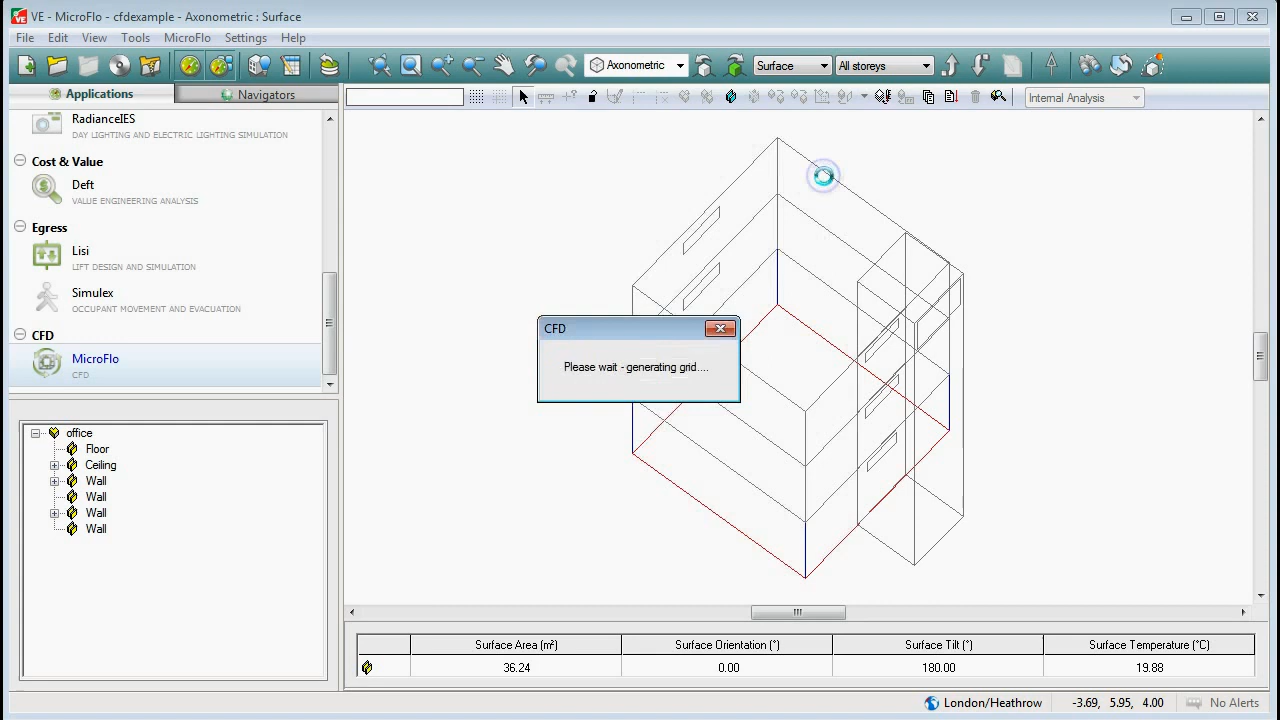 VE - MicroFlo - cfdexample - Axonometric : Surface
File Edit View Tools MicroFlo Settings Help
Axonometric Surface All storeys
Applications Navigators
Internal Analysis
RadianceIES
DAY LIGHTING AND ELECTRIC LIGHTING SIMULATION
Cost & Value
Deft
VALUE ENGINEERING ANALYSIS
Egress
Lisi
LIFT DESIGN AND SIMULATION
Simulex
OCCUPANT MOVEMENT AND EVACUATION
CFD
MicroFlo
CFD
CFD
Please wait - generating grid....
office
Floor
Ceiling
Wall
Wall
Wall
Wall
Surface Area (m²) Surface Orientation (°) Surface Tilt (°) Surface Temperature (°C)
36.24 0.00 180.00 19.88
London/Heathrow -3.69, 5.95, 4.00 No Alerts